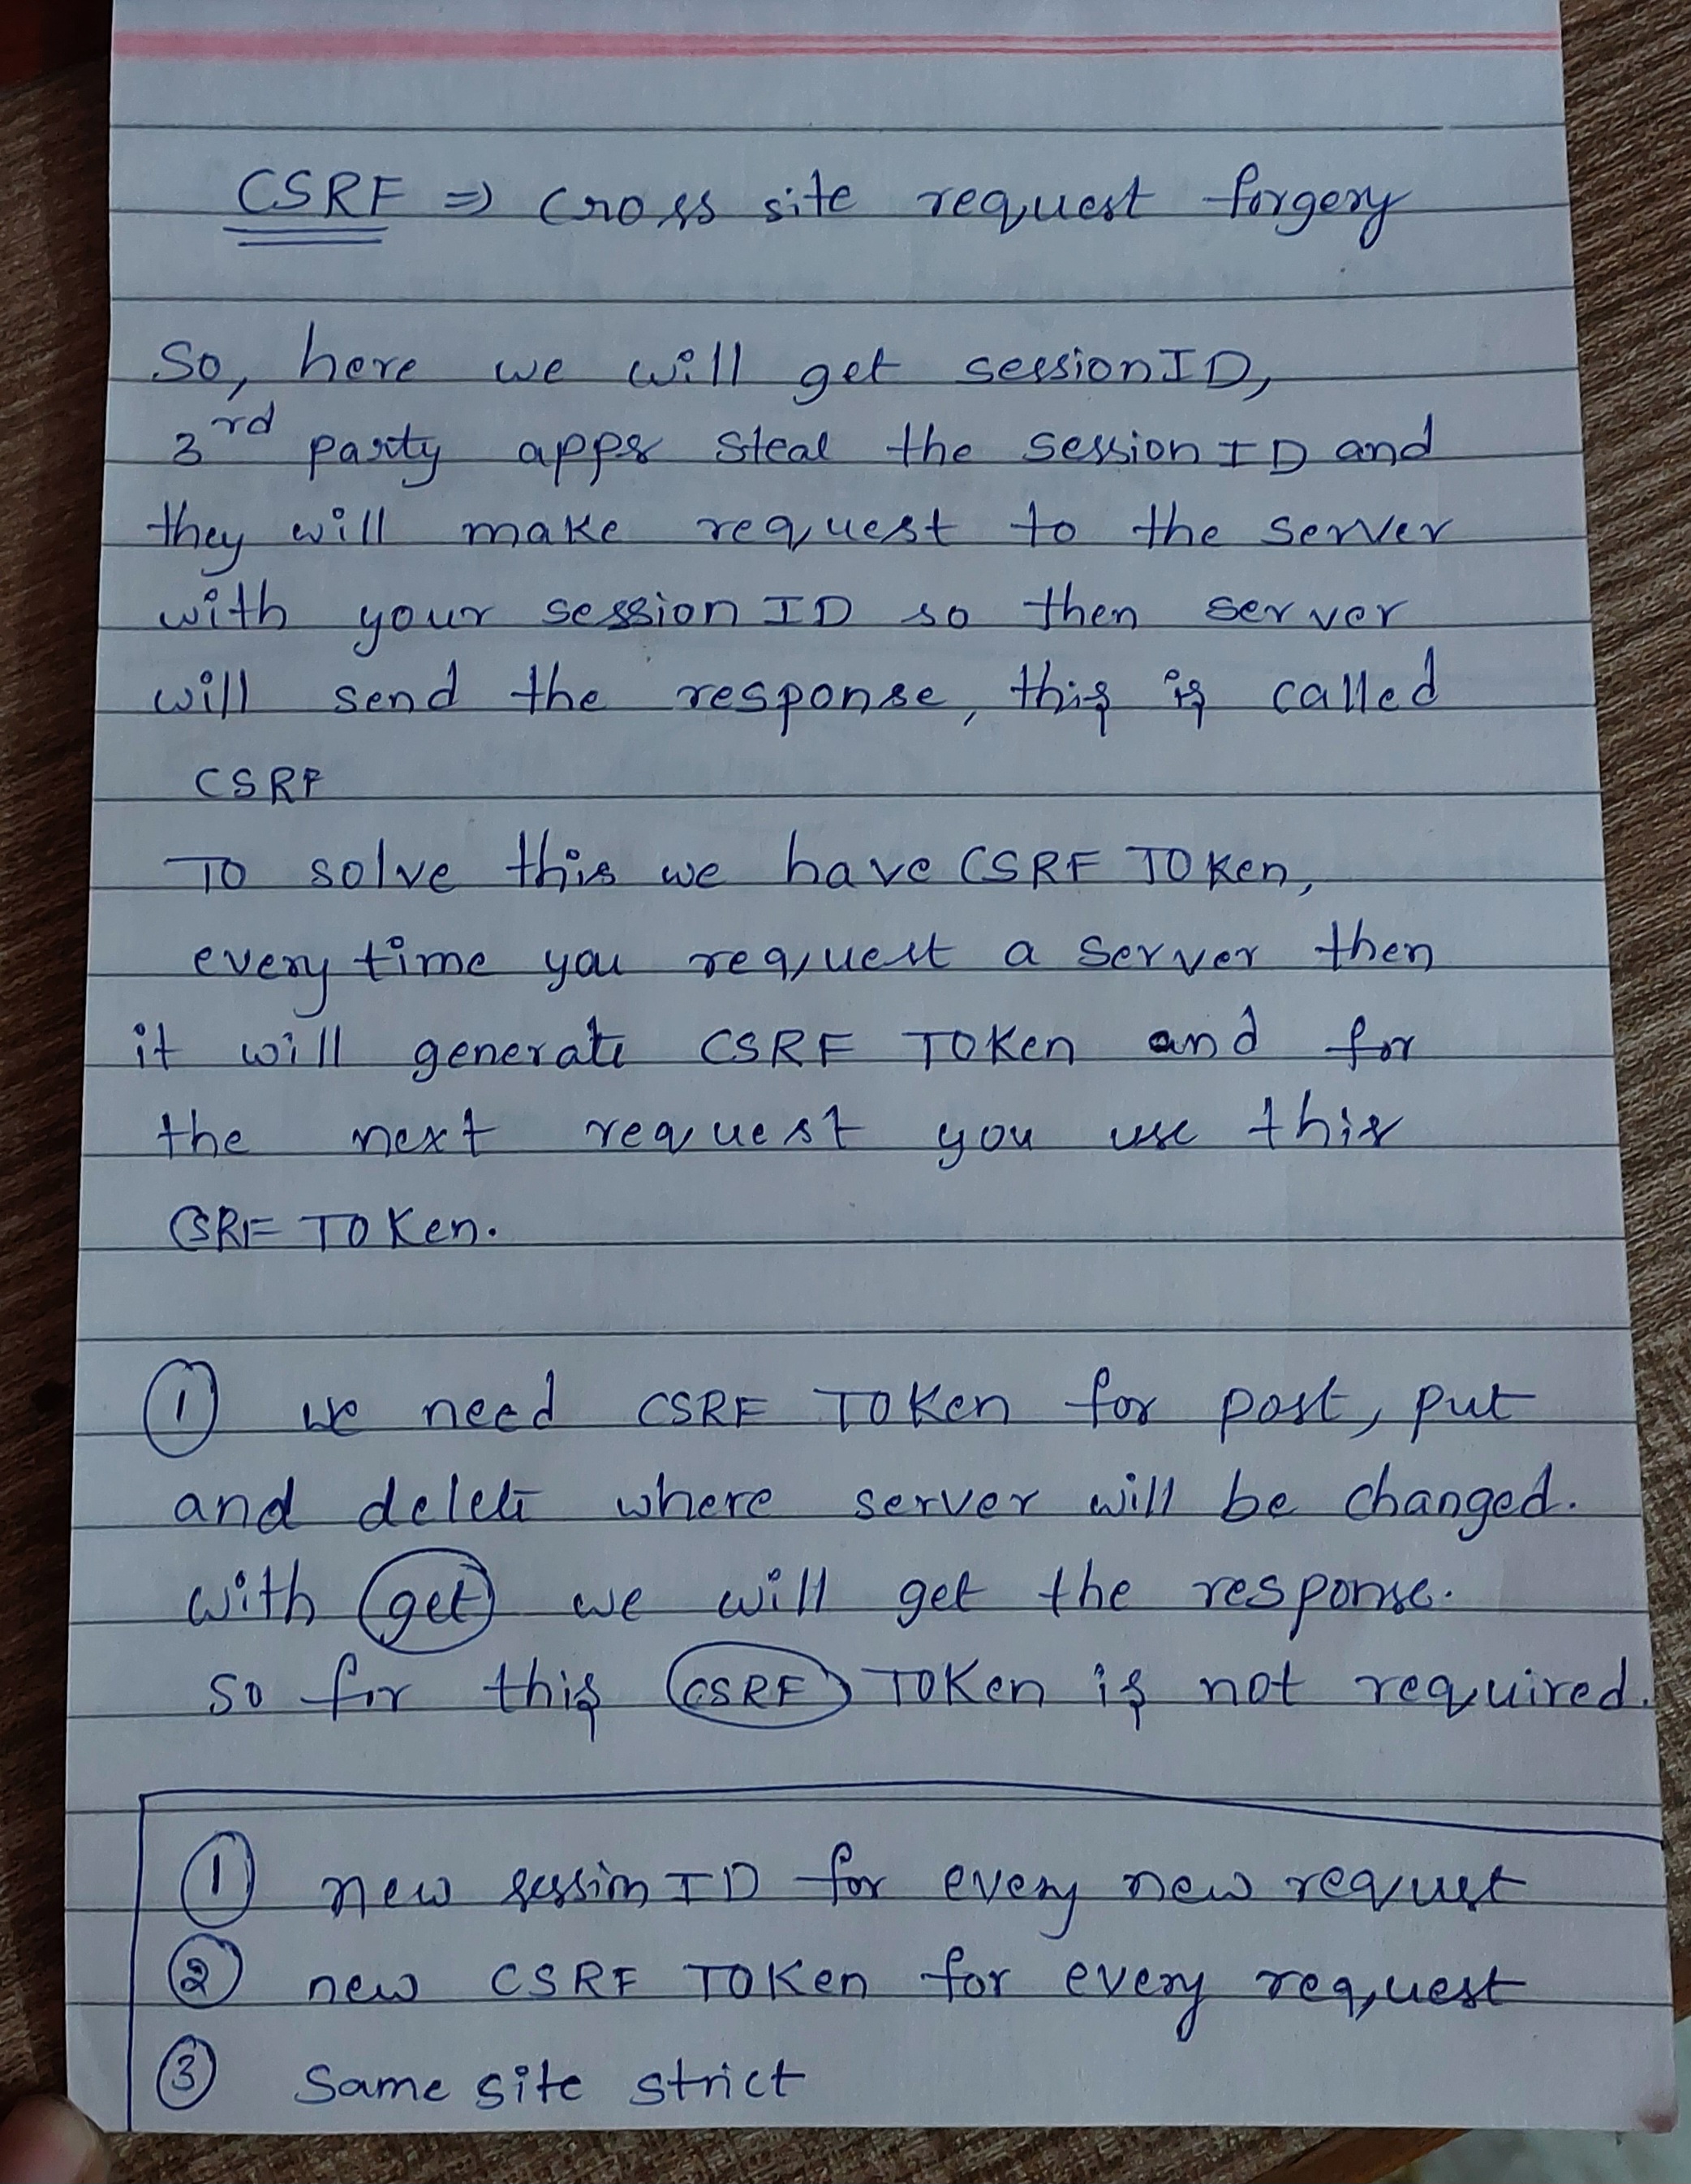 CSRF => Cross site request forgery
So, here we will get sessionID,
3rd party apps steal the session ID and
they will make request to the server
with your session ID so then server
will send the response, this is called
CSRF
To solve this we have CSRF Token,
every time you request a server then
it will generate CSRF Token and for
the next request you use this
CSRF Token.
① we need CSRF Token for post, put
and delete where server will be changed.
with get we will get the response.
so for this CSRF Token is not required.
① new session ID for every new request
② new CSRF Token for every request
③ Same site strict